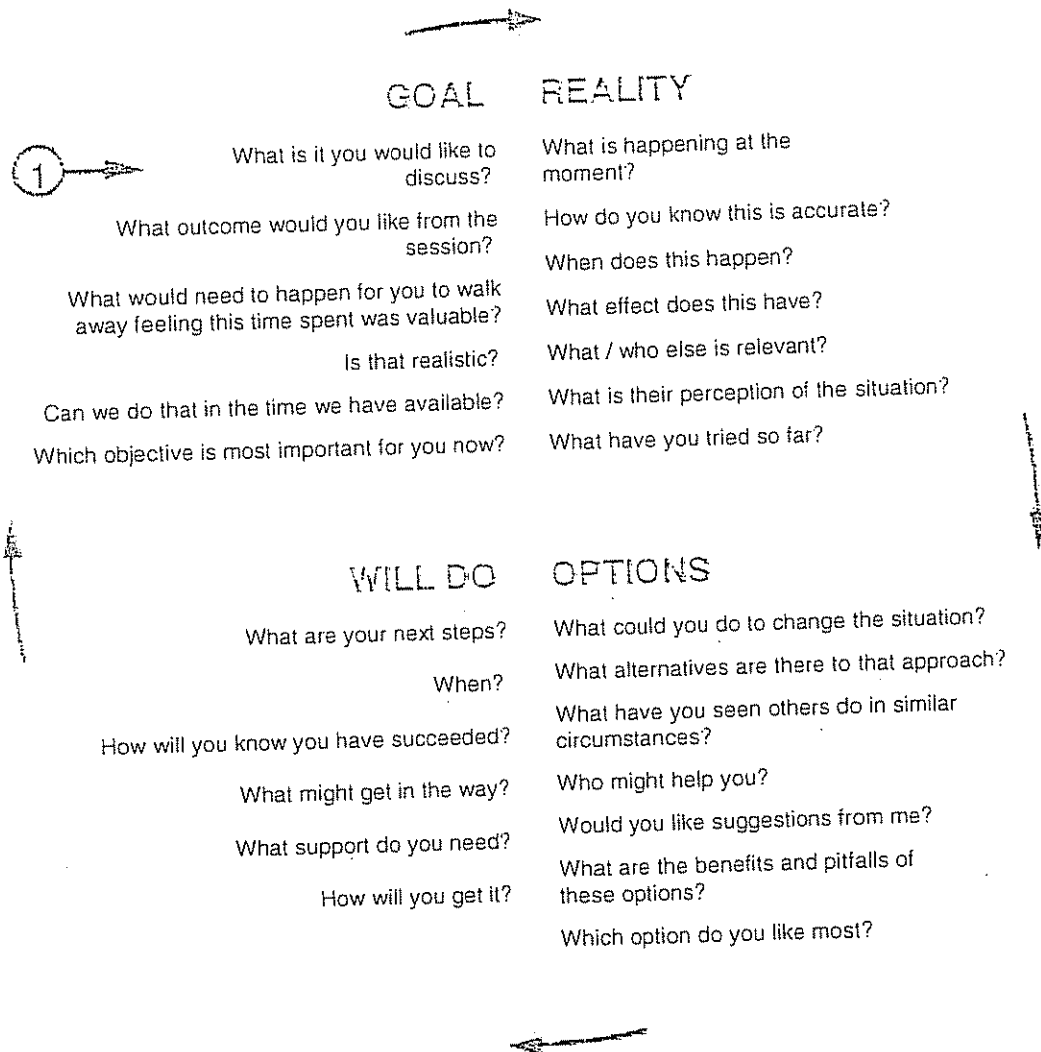 GOAL
1
What is it you would like to
discuss?
What outcome would you like from the
session?
What would need to happen for you to walk
away feeling this time spent was valuable?
Is that realistic?
Can we do that in the time we have available?
Which objective is most important for you now?
REALITY
What is happening at the
moment?
How do you know this is accurate?
When does this happen?
What effect does this have?
What / who else is relevant?
What is their perception of the situation?
What have you tried so far?
OPTIONS
What could you do to change the situation?
What alternatives are there to that approach?
What have you seen others do in similar
circumstances?
Who might help you?
Would you like suggestions from me?
What are the benefits and pitfalls of
these options?
Which option do you like most?
WILL DO
What are your next steps?
When?
How will you know you have succeeded?
What might get in the way?
What support do you need?
How will you get it?